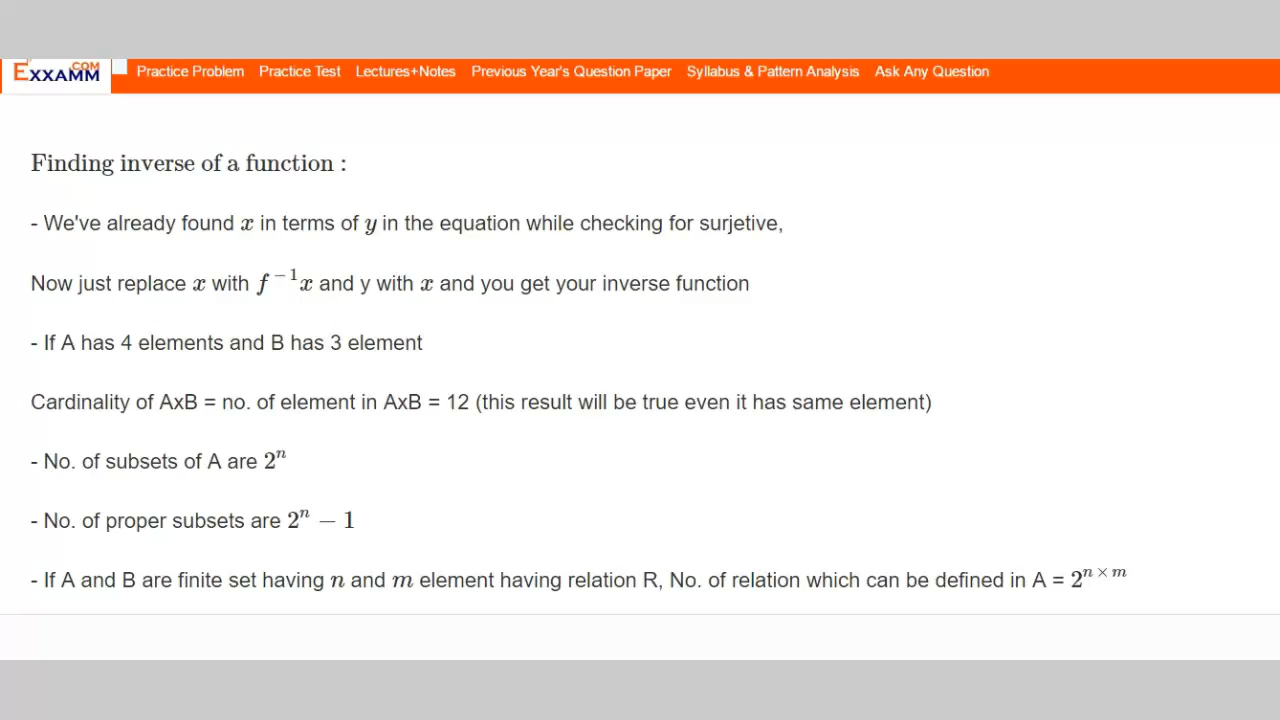 EXXAMM.COM
Practice Problem Practice Test Lectures+Notes Previous Year's Question Paper Syllabus & Pattern Analysis Ask Any Question
Finding inverse of a function :
- We've already found x in terms of y in the equation while checking for surjetive,
Now just replace x with f⁻¹x and y with x and you get your inverse function
- If A has 4 elements and B has 3 element
Cardinality of AxB = no. of element in AxB = 12 (this result will be true even it has same element)
- No. of subsets of A are 2ⁿ
- No. of proper subsets are 2ⁿ − 1
- If A and B are finite set having n and m element having relation R, No. of relation which can be defined in A = 2^{n×m}